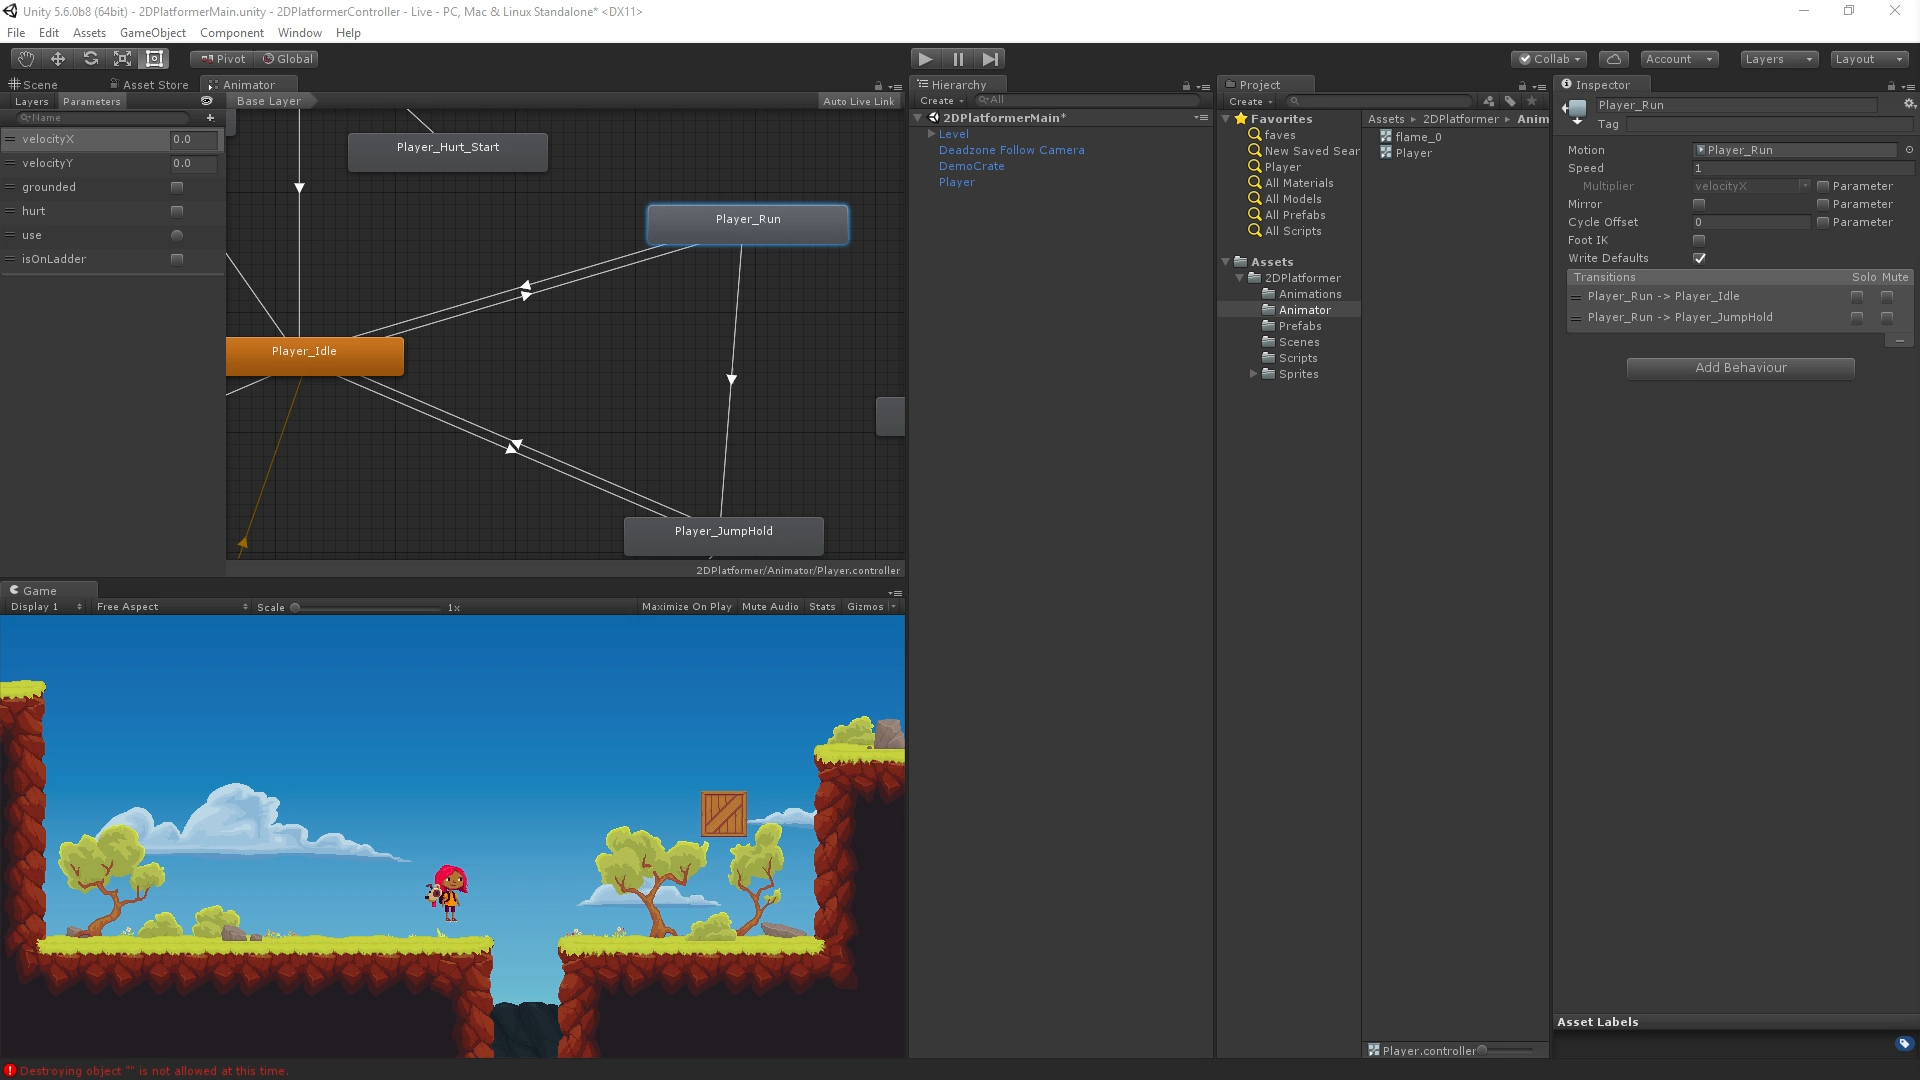 Unity 5.6.0b8 (64bit) - 2DPlatformerMain.unity - 2DPlatformerController - Live - PC, Mac & Linux Standalone* <DX11>
File Edit Assets GameObject Component Window Help
Pivot Global
Collab Account Layers Layout
Scene Asset Store Animator
Layers Parameters
Base Layer Auto Live Link
Name
velocityX 0.0
velocityY 0.0
grounded
hurt
use
isOnLadder
Player_Hurt_Start
Player_Run
Player_Idle
Player_JumpHold
2DPlatformer/Animator/Player.controller
Game
Display 1 Free Aspect Scale 1x Maximize On Play Mute Audio Stats Gizmos
Hierarchy
Create All
2DPlatformerMain*
Level
Deadzone Follow Camera
DemoCrate
Player
Project
Create
Favorites
faves
New Saved Sear
Player
All Materials
All Models
All Prefabs
All Scripts
Assets
2DPlatformer
Animations
Animator
Prefabs
Scenes
Scripts
Sprites
Assets 2DPlatformer Anim
flame_0
Player
Player.controller
Inspector
Player_Run
Tag
Motion Player_Run
Speed 1
Multiplier velocityX Parameter
Mirror Parameter
Cycle Offset 0 Parameter
Foot IK
Write Defaults
Transitions Solo Mute
Player_Run -> Player_Idle
Player_Run -> Player_JumpHold
Add Behaviour
Asset Labels
Destroying object "" is not allowed at this time.